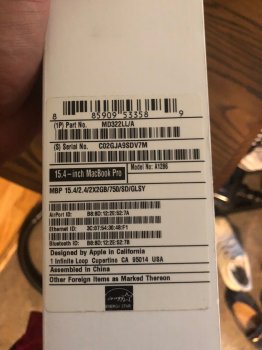 8 85909 53358 9
(1P) Part No. MD322LL/A
(S) Serial No. C02GJA9SDV7M
15.4-inch MacBook Pro Model No: A1286
MBP 15.4/2.4/2X2GB/750/SD/GLSY
AirPort ID: B8:8D:12:2E:52:7A
Ethernet ID: 3C:07:54:36:48:F1
Bluetooth ID: B8:8D:12:2E:52:7B
Designed by Apple in California
1 Infinite Loop Cupertino CA 95014 USA
Assembled In China
Other Foreign Items as Marked Thereon
ENERGY STAR